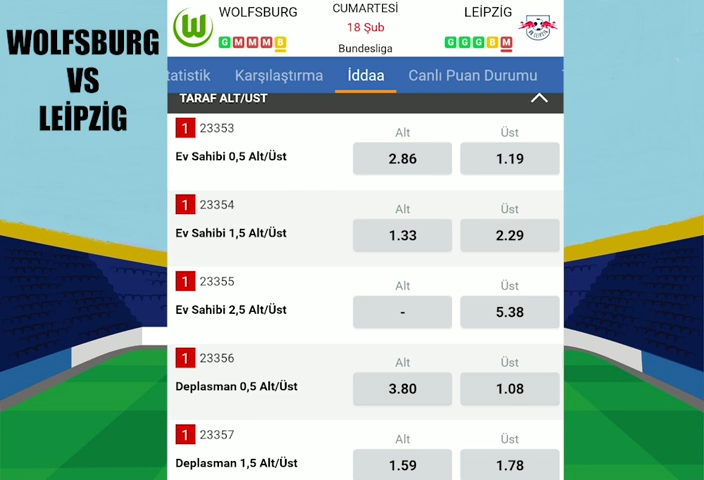 WOLFSBURG
VS
LEİPZİG
WOLFSBURG
CUMARTESİ
LEİPZİG
18 Şub
G M M M B
Bundesliga
G G G B M
tatistik Karşılaştırma İddaa Canlı Puan Durumu
TARAF ALT/ÜST
1 23353
Alt Üst
Ev Sahibi 0,5 Alt/Üst
2.86 1.19
1 23354
Alt Üst
Ev Sahibi 1,5 Alt/Üst
1.33 2.29
1 23355
Alt Üst
Ev Sahibi 2,5 Alt/Üst
- 5.38
1 23356
Alt Üst
Deplasman 0,5 Alt/Üst
3.80 1.08
1 23357
Alt Üst
Deplasman 1,5 Alt/Üst
1.59 1.78